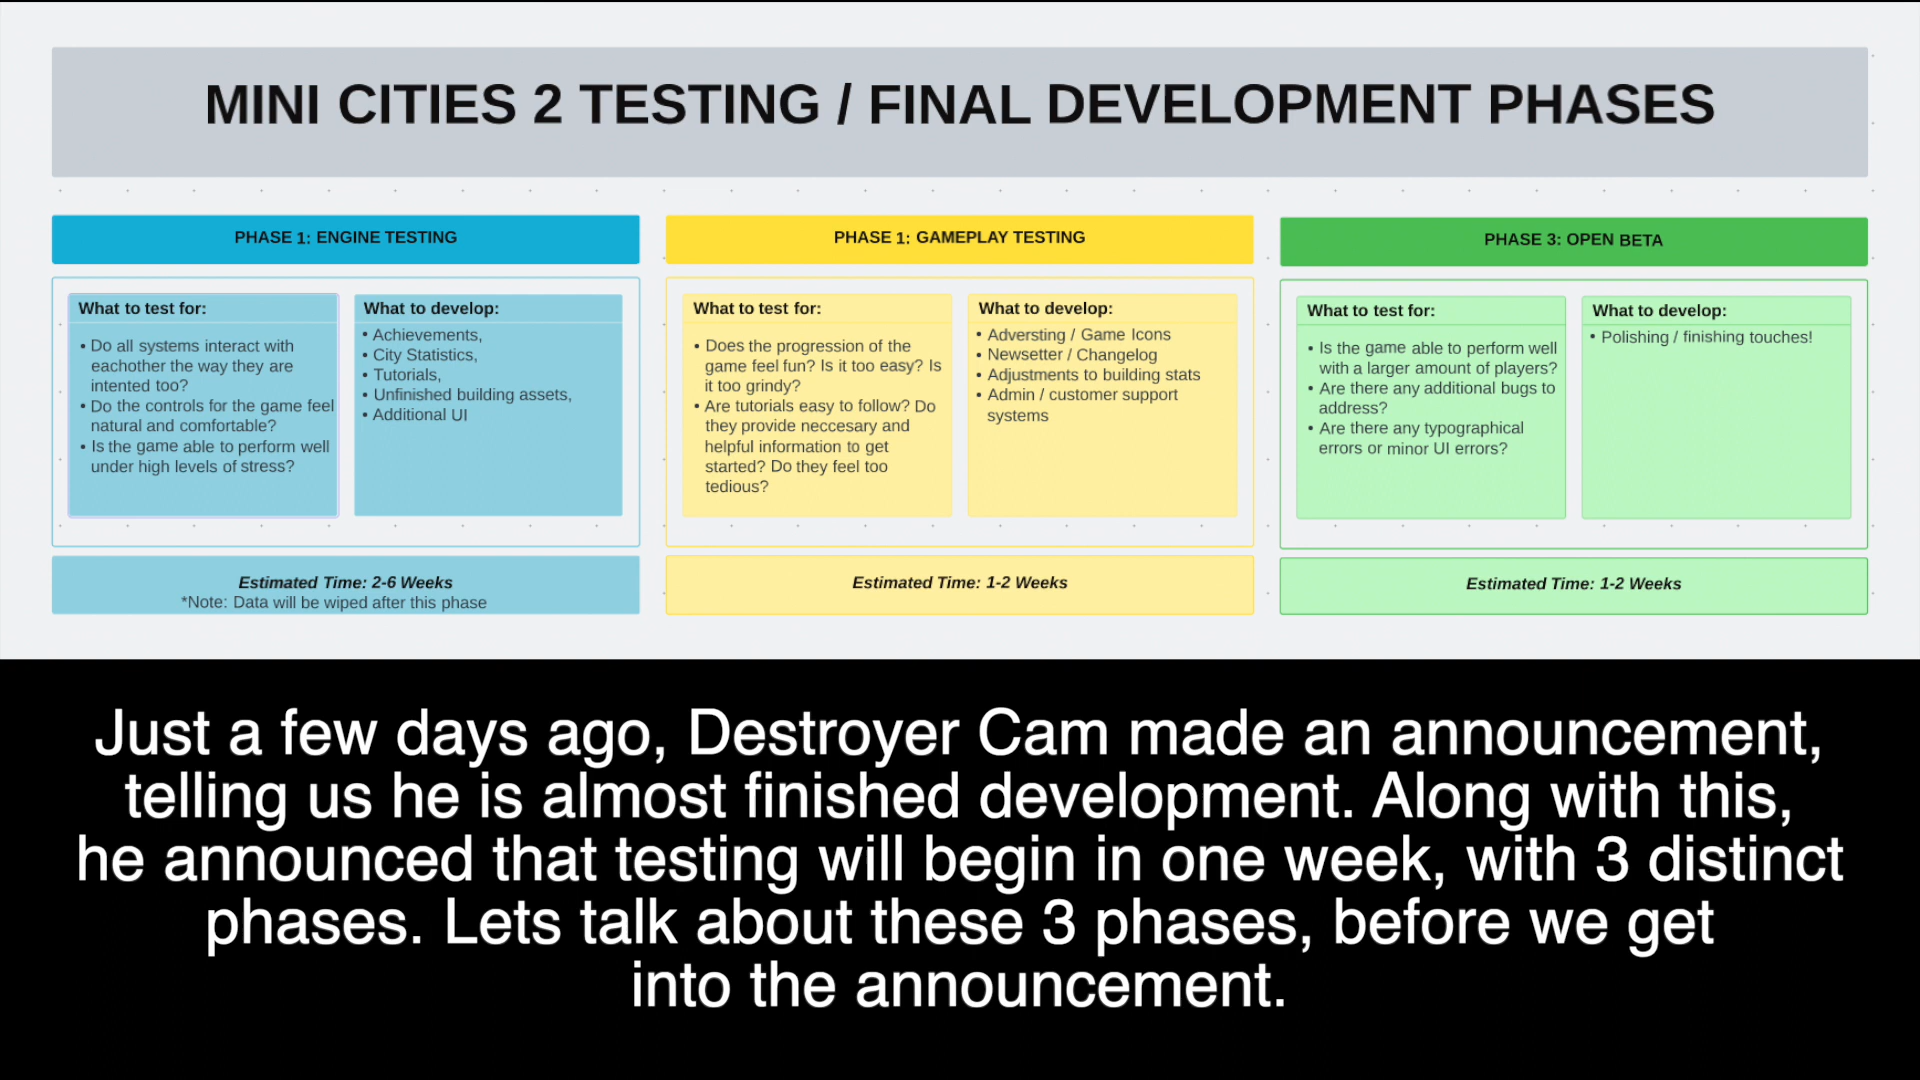 MINI CITIES 2 TESTING / FINAL DEVELOPMENT PHASES
PHASE 1: ENGINE TESTING
What to test for:
• Do all systems interact with
eachother the way they are
intented too?
• Do the controls for the game feel
natural and comfortable?
• Is the game able to perform well
under high levels of stress?
What to develop:
• Achievements,
• City Statistics,
• Tutorials,
• Unfinished building assets,
• Additional UI
Estimated Time: 2-6 Weeks
*Note: Data will be wiped after this phase
PHASE 1: GAMEPLAY TESTING
What to test for:
• Does the progression of the
game feel fun? Is it too easy? Is
it too grindy?
• Are tutorials easy to follow? Do
they provide neccesary and
helpful information to get
started? Do they feel too
tedious?
What to develop:
• Adversting / Game Icons
• Newsetter / Changelog
• Adjustments to building stats
• Admin / customer support
systems
Estimated Time: 1-2 Weeks
PHASE 3: OPEN BETA
What to test for:
• Is the game able to perform well
with a larger amount of players?
• Are there any additional bugs to
address?
• Are there any typographical
errors or minor UI errors?
What to develop:
• Polishing / finishing touches!
Estimated Time: 1-2 Weeks
Just a few days ago, Destroyer Cam made an announcement,
telling us he is almost finished development. Along with this,
he announced that testing will begin in one week, with 3 distinct
phases. Lets talk about these 3 phases, before we get
into the announcement.